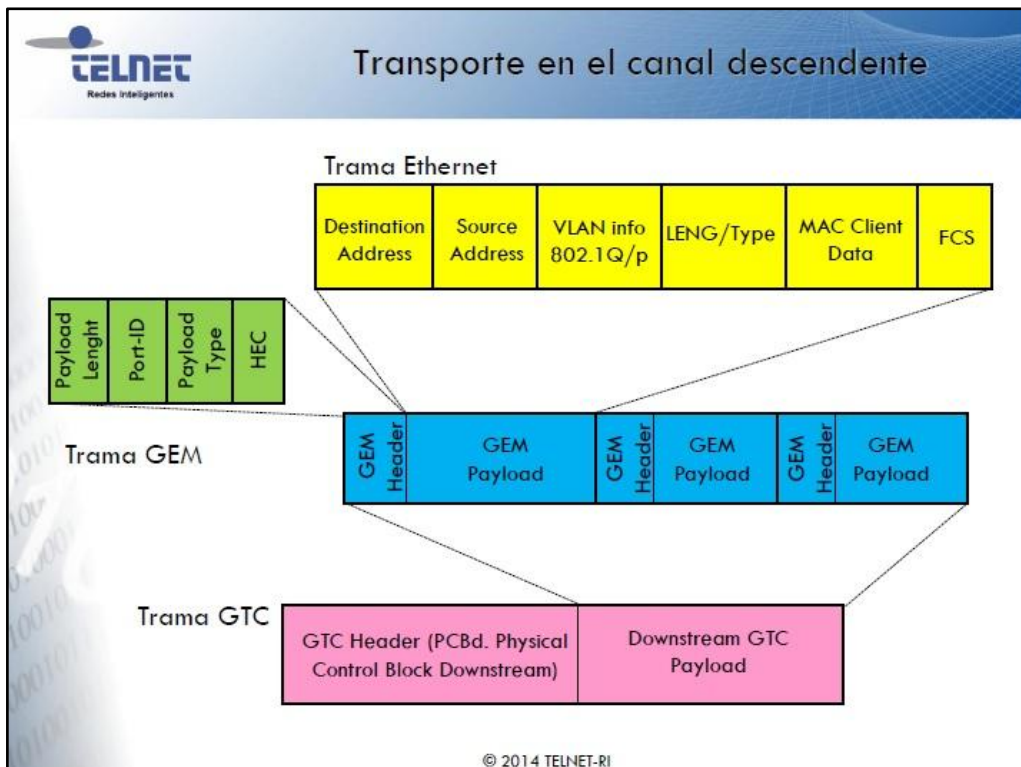 TELNET
Redes Inteligentes
Transporte en el canal descendente
Trama Ethernet
Destination
Address
Source
Address
VLAN info
802.1Q/p
LENG/Type
MAC Client
Data
FCS
Payload
Lenght
Port-ID
Payload
Type
HEC
Trama GEM
GEM
Header
GEM
Payload
GEM
Header
GEM
Payload
GEM
Header
GEM
Payload
Trama GTC
GTC Header (PCBd. Physical
Control Block Downstream)
Downstream GTC
Payload
© 2014 TELNET-RI